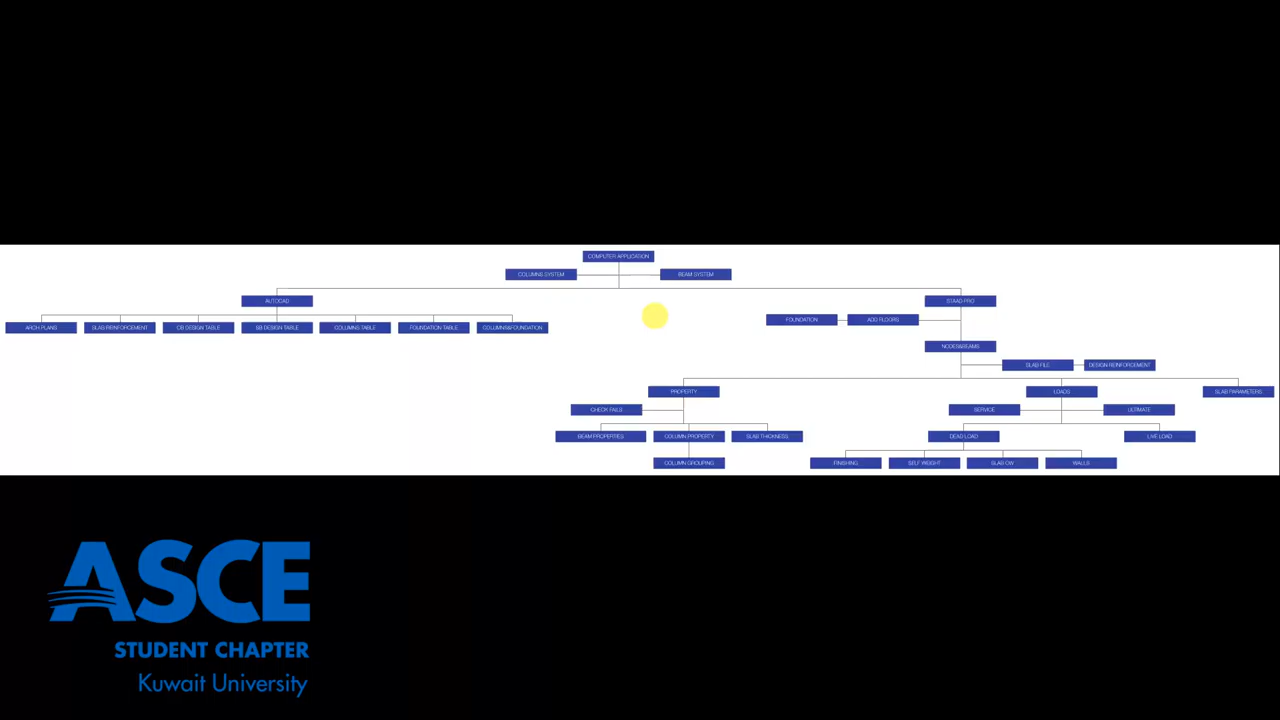 COMPUTER APPLICATION
COLUMNS SYSTEM
BEAM SYSTEM
AUTOCAD
STAAD PRO
ARCH PLANS
SLAB REINFORCEMENT
CB DESIGN TABLE
SB DESIGN TABLE
COLUMNS TABLE
FOUNDATION TABLE
COLUMNS&FOUNDATION
FOUNDATION
ADD FLOORS
NODES&BEAMS
SLAB FILE
DESIGN REINFORCEMENT
PROPERTY
LOADS
SLAB PARAMETERS
CHECK FAILS
SERVICE
ULTIMATE
BEAM PROPERTIES
COLUMN PROPERTY
SLAB THICKNESS
DEAD LOAD
LIVE LOAD
COLUMN GROUPING
FINISHING
SELF WEIGHT
SLAB OW
WALLS
ASCE
STUDENT CHAPTER
Kuwait University